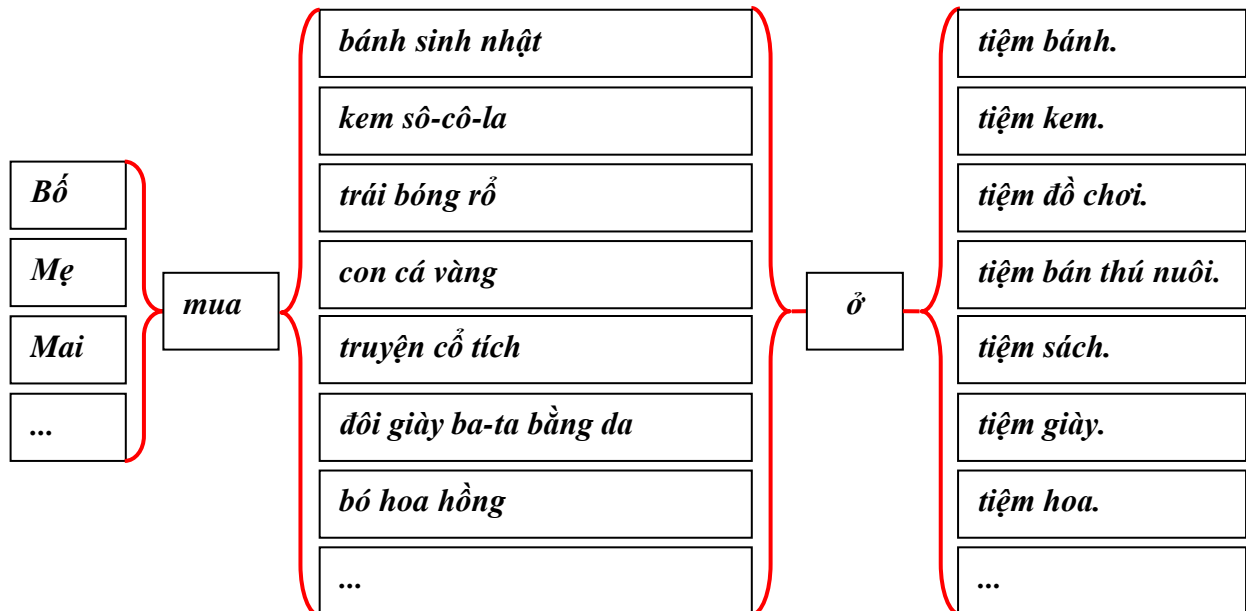 Bố
Mẹ
Mai
...
mua
bánh sinh nhật
kem sô-cô-la
trái bóng rổ
con cá vàng
truyện cổ tích
đôi giày ba-ta bằng da
bó hoa hồng
...
ở
tiệm bánh.
tiệm kem.
tiệm đồ chơi.
tiệm bán thú nuôi.
tiệm sách.
tiệm giày.
tiệm hoa.
...